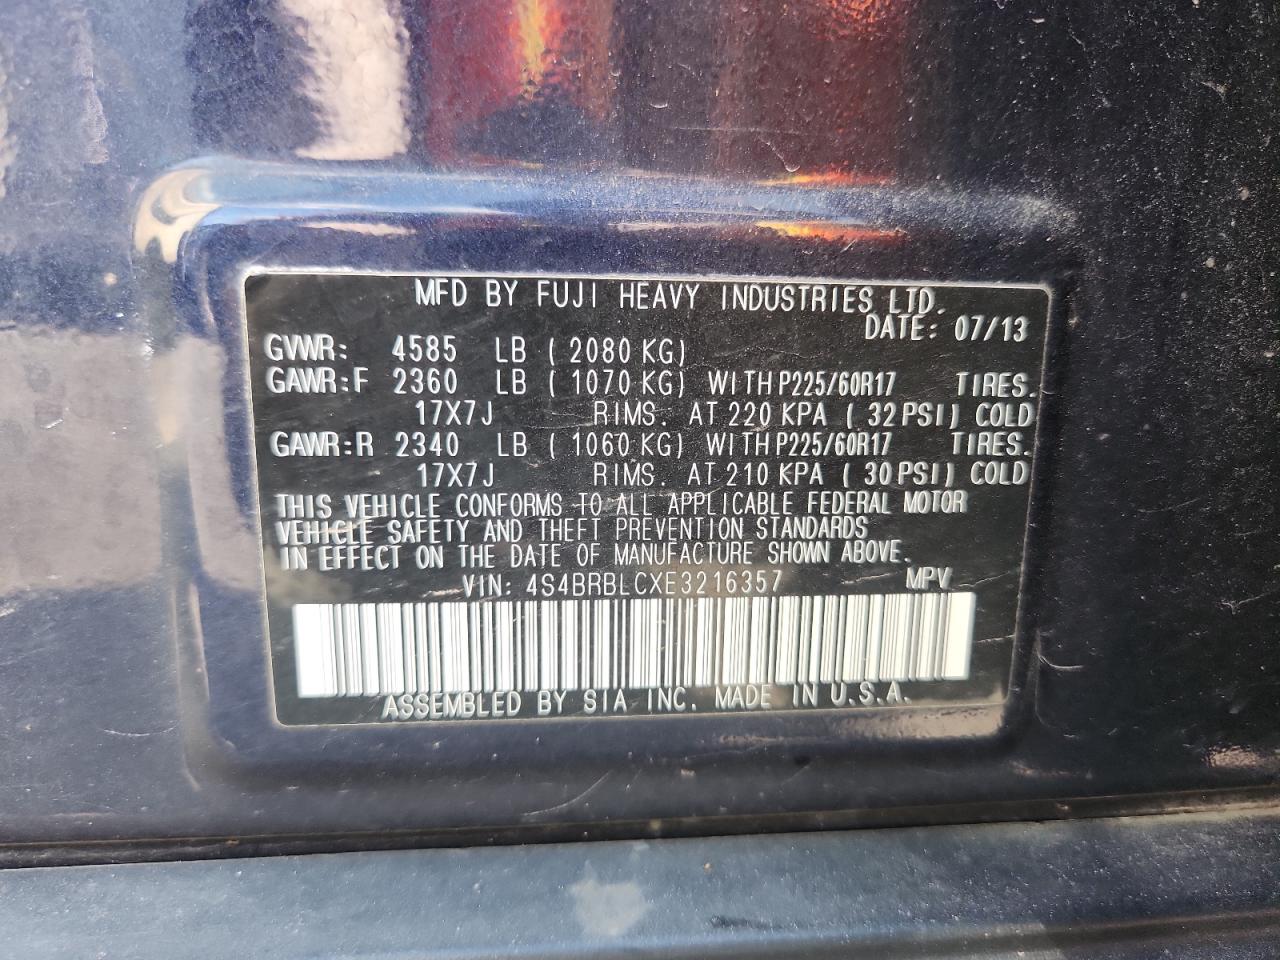 MFD BY FUJI HEAVY INDUSTRIES LTD.
DATE: 07/13
GVWR: 4585 LB ( 2080 KG)
GAWR:F 2360 LB ( 1070 KG) WITH P225/60R17 TIRES.
17X7J RIMS. AT 220 KPA ( 32 PSI) COLD
GAWR:R 2340 LB ( 1060 KG) WITH P225/60R17 TIRES.
17X7J RIMS. AT 210 KPA ( 30 PSI) COLD
THIS VEHICLE CONFORMS TO ALL APPLICABLE FEDERAL MOTOR
VEHICLE SAFETY AND THEFT PREVENTION STANDARDS
IN EFFECT ON THE DATE OF MANUFACTURE SHOWN ABOVE.
VIN: 4S4BRBLCXE3216357 MPV
ASSEMBLED BY SIA INC. MADE IN U.S.A.